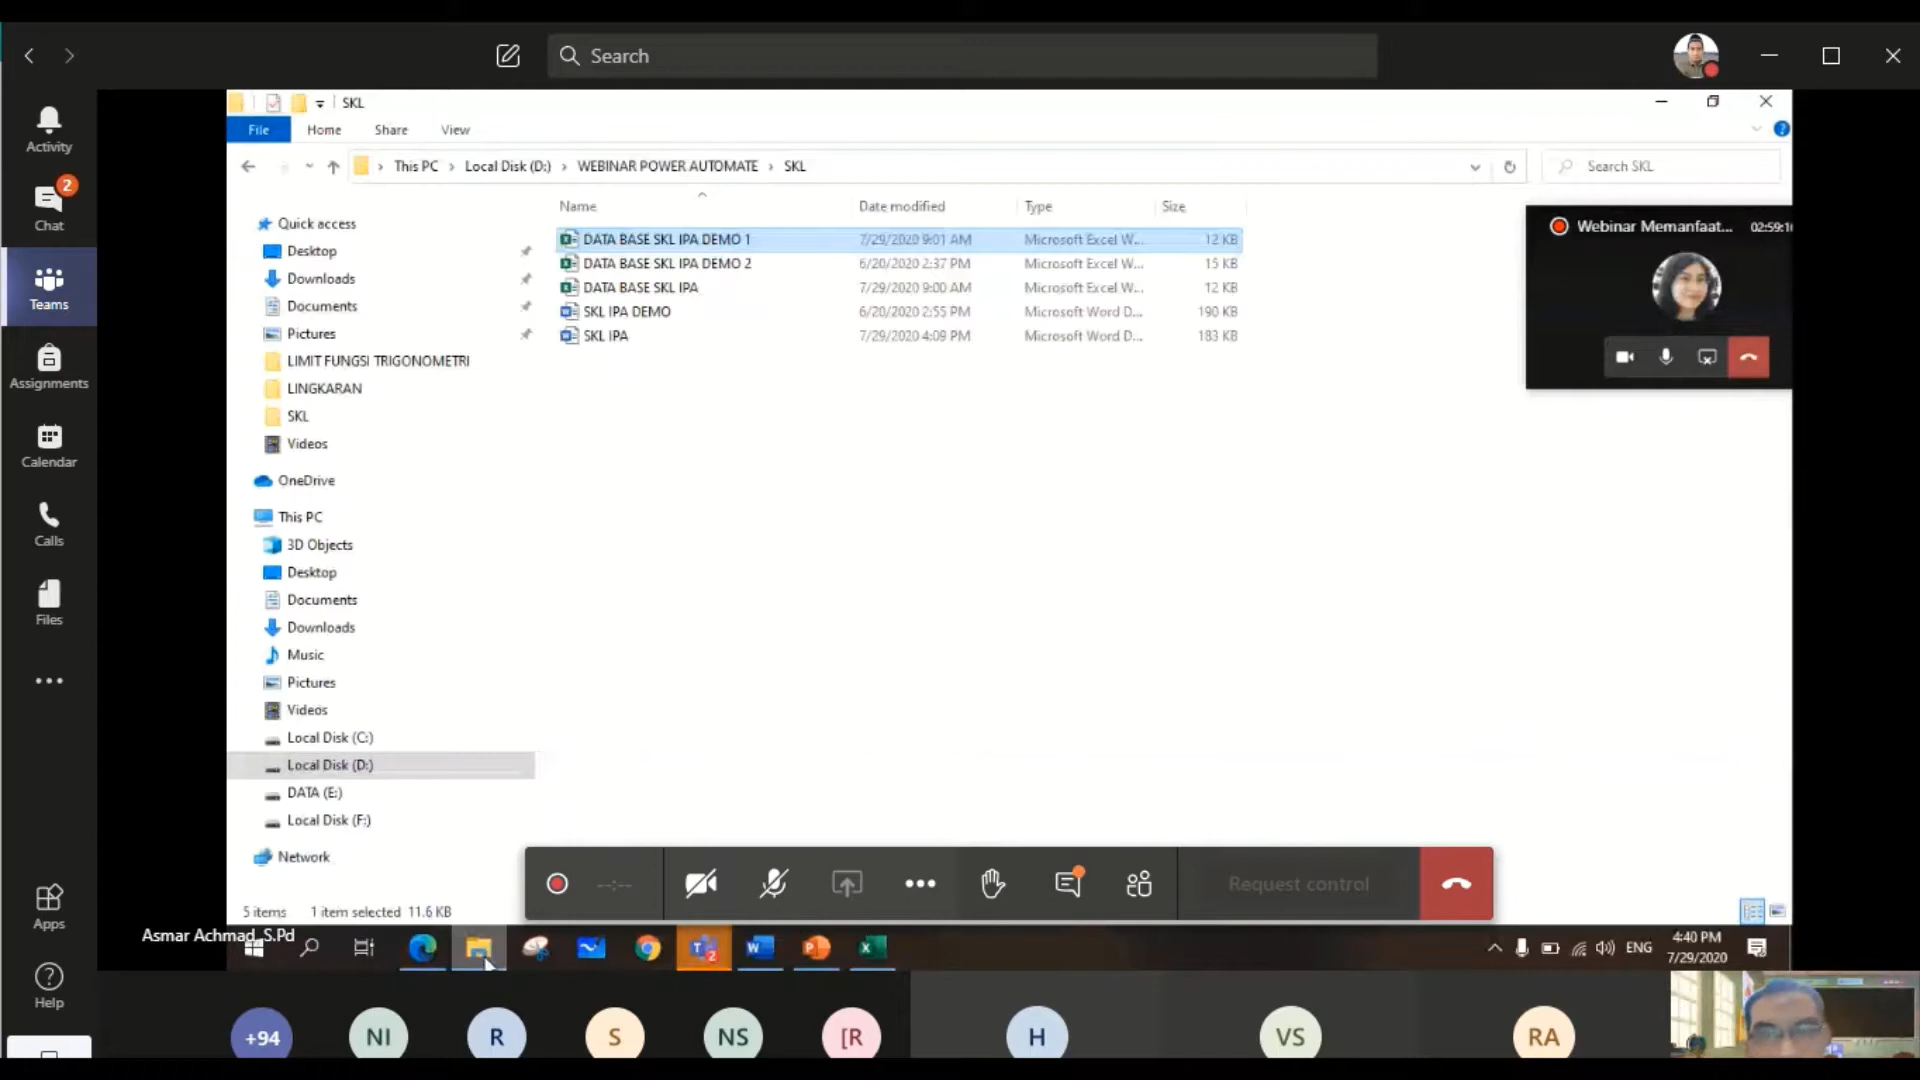 Search
Activity
2
Chat
Teams
Assignments
Calendar
Calls
Files
Apps
Help
SKL
File Home Share View
This PC > Local Disk (D:) > WEBINAR POWER AUTOMATE > SKL
Search SKL
Name Date modified Type Size
DATA BASE SKL IPA DEMO 1 7/29/2020 9:01 AM Microsoft Excel W... 12 KB
DATA BASE SKL IPA DEMO 2 6/20/2020 2:37 PM Microsoft Excel W... 15 KB
DATA BASE SKL IPA 7/29/2020 9:00 AM Microsoft Excel W... 12 KB
SKL IPA DEMO 6/20/2020 2:55 PM Microsoft Word D... 190 KB
SKL IPA 7/29/2020 4:09 PM Microsoft Word D... 183 KB
Quick access
Desktop
Downloads
Documents
Pictures
LIMIT FUNGSI TRIGONOMETRI
LINGKARAN
SKL
Videos
OneDrive
This PC
3D Objects
Desktop
Documents
Downloads
Music
Pictures
Videos
Local Disk (C:)
Local Disk (D:)
DATA (E:)
Local Disk (F:)
Network
5 items 1 item selected 11.6 KB
Webinar Memanfaat...
--:--
Request control
Asmar Achmad, S.Pd
2
ENG
4:40 PM
7/29/2020
+94 NI R S NS [R H VS RA